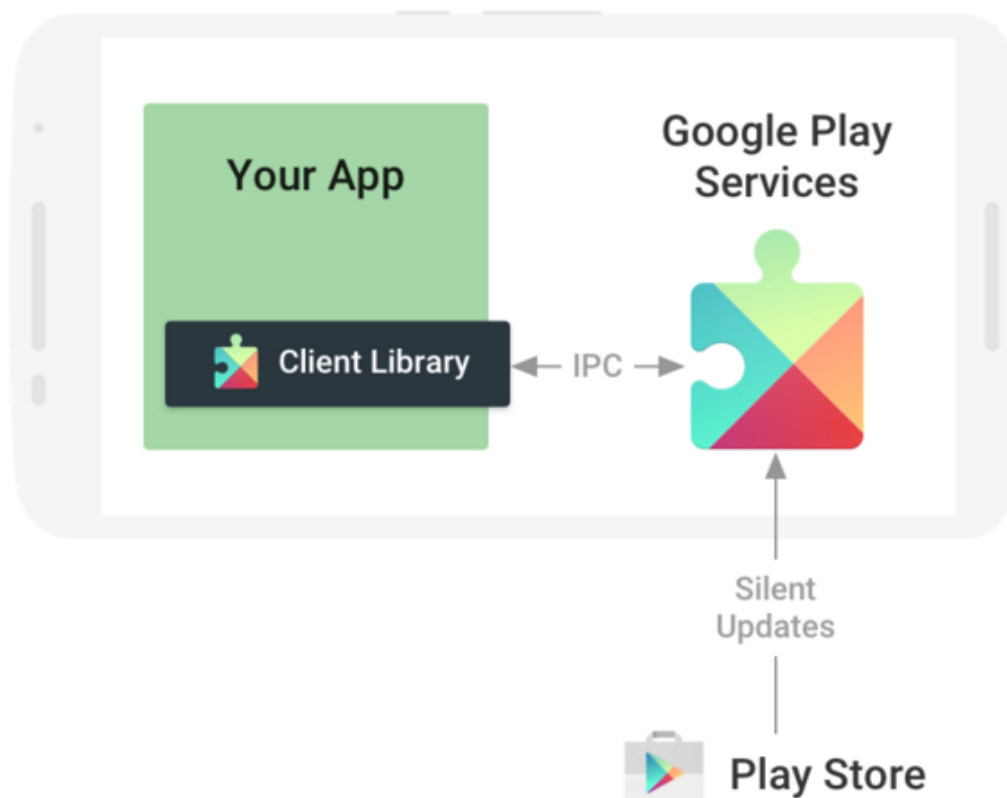 Your App
Google Play
Services
Client Library
IPC
Silent
Updates
Play Store